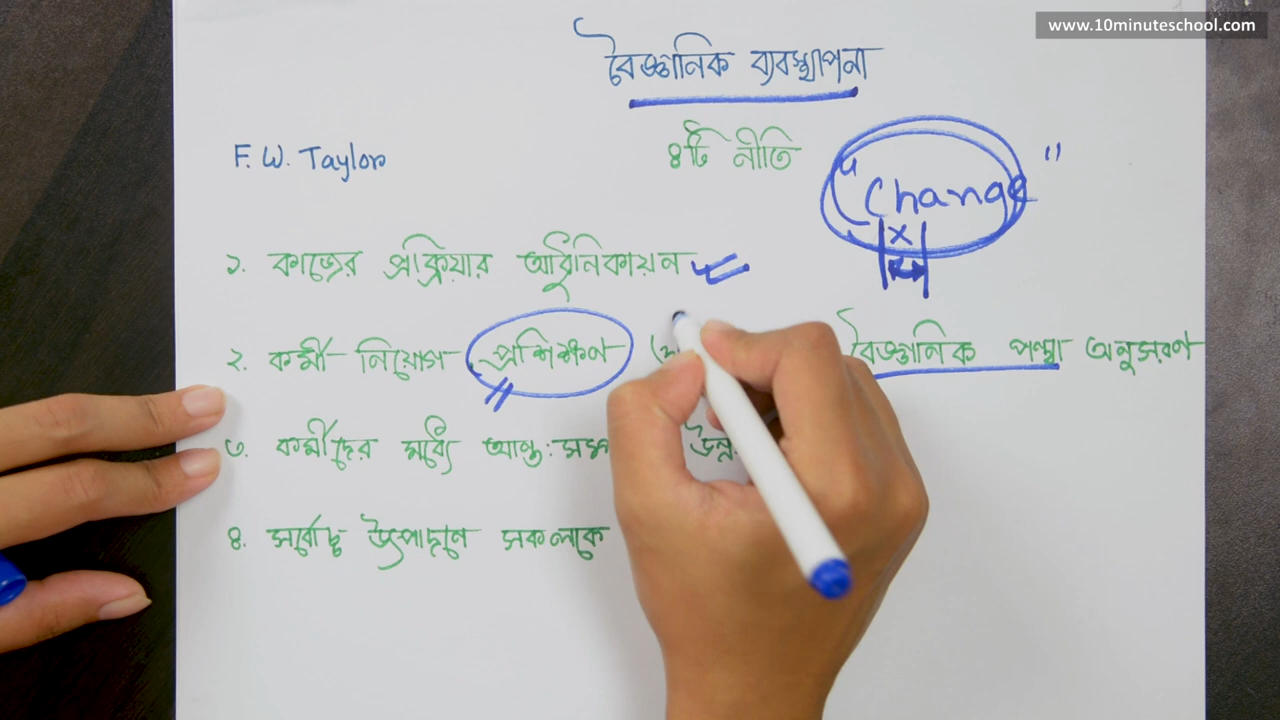 www.10minuteschool.com
বৈজ্ঞানিক ব্যবস্থাপনা
F. W. Taylor
৪টি নীতি
"Change"
x
১. কাজের প্রক্রিয়ার আধুনিকায়ন
২. কর্মী নিয়োগ প্রশিক্ষণ বৈজ্ঞানিক পন্থা অনুসরণ
৩. কর্মীদের মধ্যে আন্ত:
৪. সর্বোচ্চ উৎপাদনে সকলকে